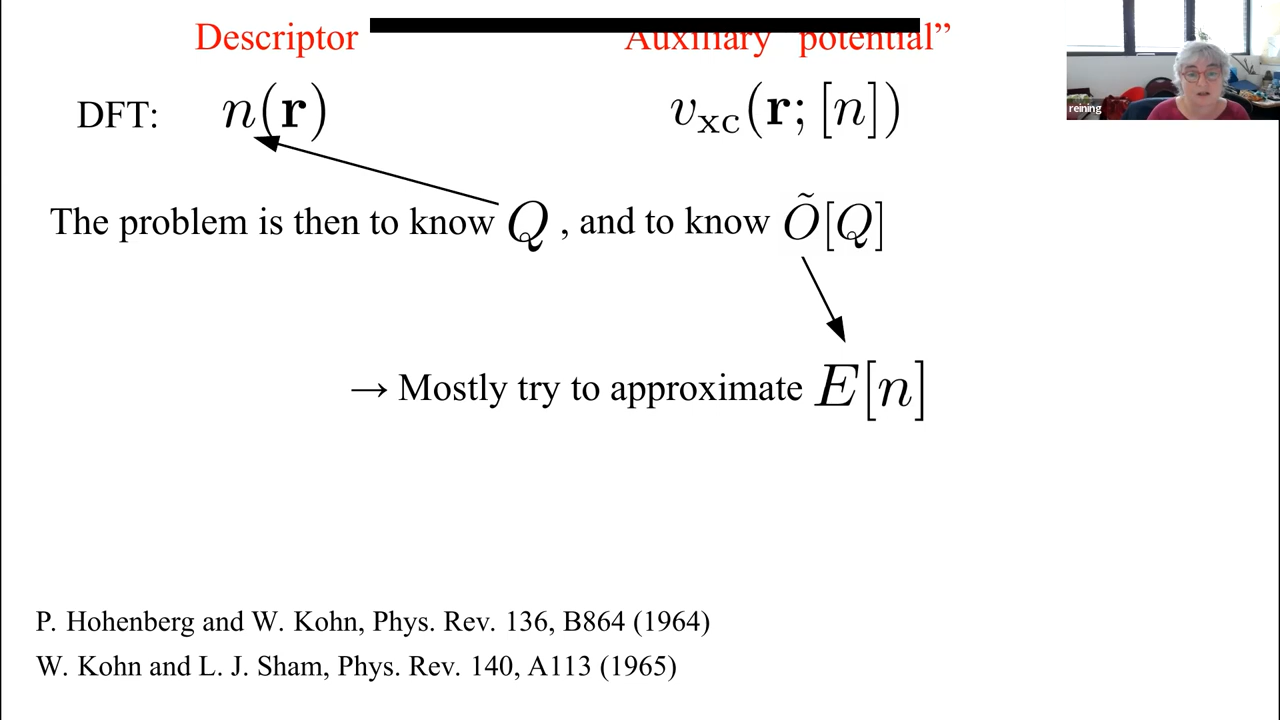 Descriptor Auxiliary “potential”
reining
DFT: n(r) v_xc(r; [n])
The problem is then to know Q , and to know Õ[Q]
→ Mostly try to approximate E[n]
P. Hohenberg and W. Kohn, Phys. Rev. 136, B864 (1964)
W. Kohn and L. J. Sham, Phys. Rev. 140, A113 (1965)